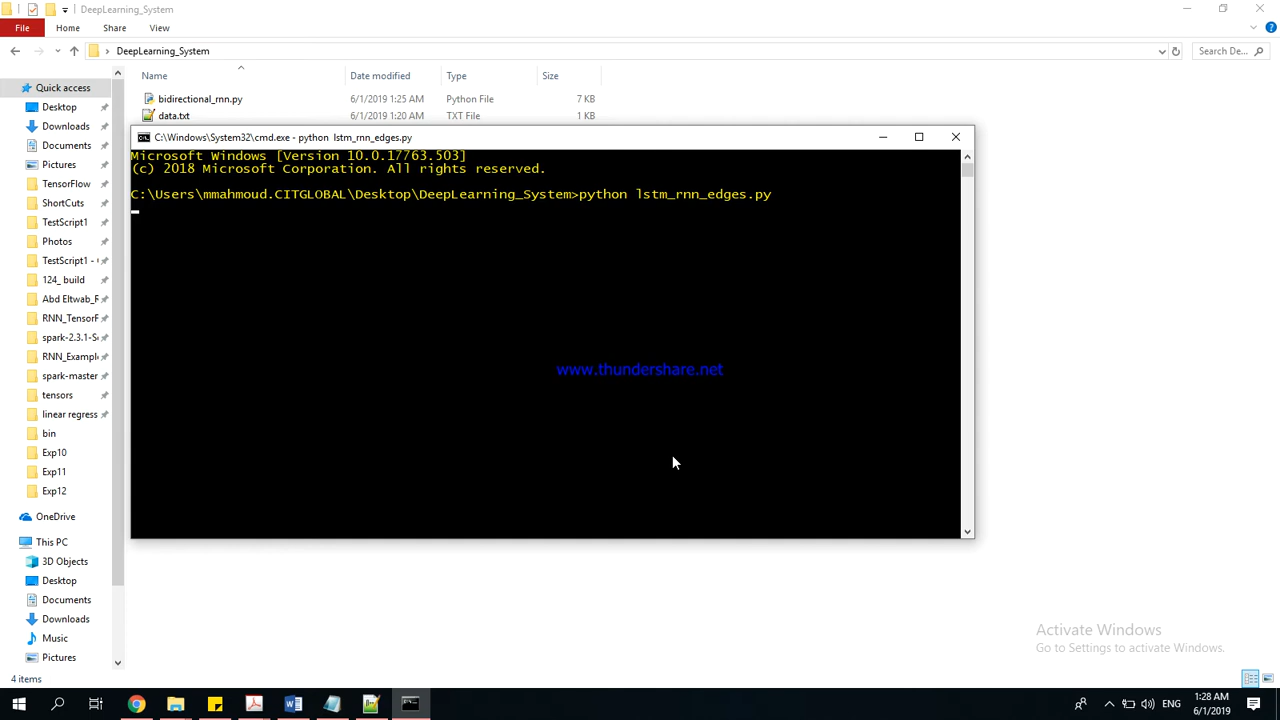 DeepLearning_System
File
Home
Share
View
DeepLearning_System
Search De...
Name
Date modified
Type
Size
Quick access
Desktop
Downloads
Documents
Pictures
TensorFlow
ShortCuts
TestScript1
Photos
TestScript1 - 
124_ build
Abd Eltwab_F
RNN_TensorF
spark-2.3.1-S
RNN_Example
spark-master
tensors
linear regress
bin
Exp10
Exp11
Exp12
OneDrive
This PC
3D Objects
Desktop
Documents
Downloads
Music
Pictures
bidirectional_rnn.py
6/1/2019 1:25 AM
Python File
7 KB
data.txt
6/1/2019 1:20 AM
TXT File
1 KB
C:\Windows\System32\cmd.exe - python lstm_rnn_edges.py
Microsoft Windows [Version 10.0.17763.503]
(c) 2018 Microsoft Corporation. All rights reserved.
C:\Users\mmahmoud.CITGLOBAL\Desktop\DeepLearning_System>python lstm_rnn_edges.py
www.thundershare.net
Activate Windows
Go to Settings to activate Windows.
4 items
ENG
1:28 AM
6/1/2019